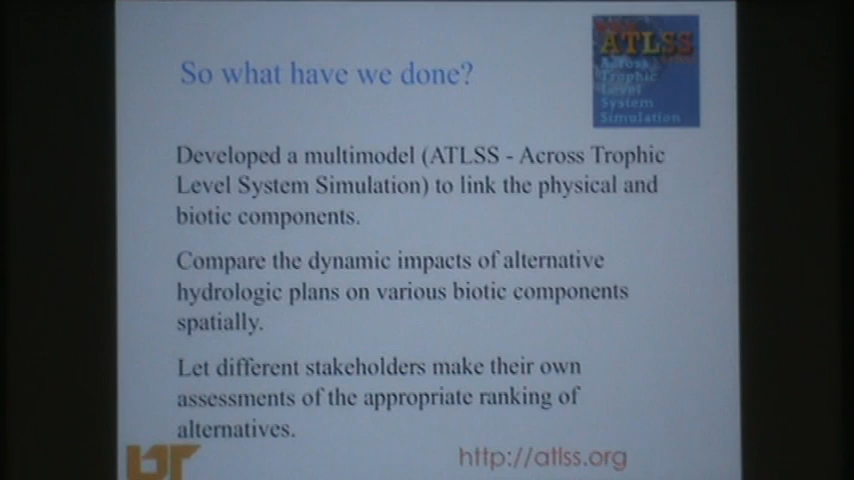 So what have we done?
ATLSS
Across
Trophic
Level
System
Simulation
Developed a multimodel (ATLSS - Across Trophic
Level System Simulation) to link the physical and
biotic components.
Compare the dynamic impacts of alternative
hydrologic plans on various biotic components
spatially.
Let different stakeholders make their own
assessments of the appropriate ranking of
alternatives.
UT
http://atlss.org